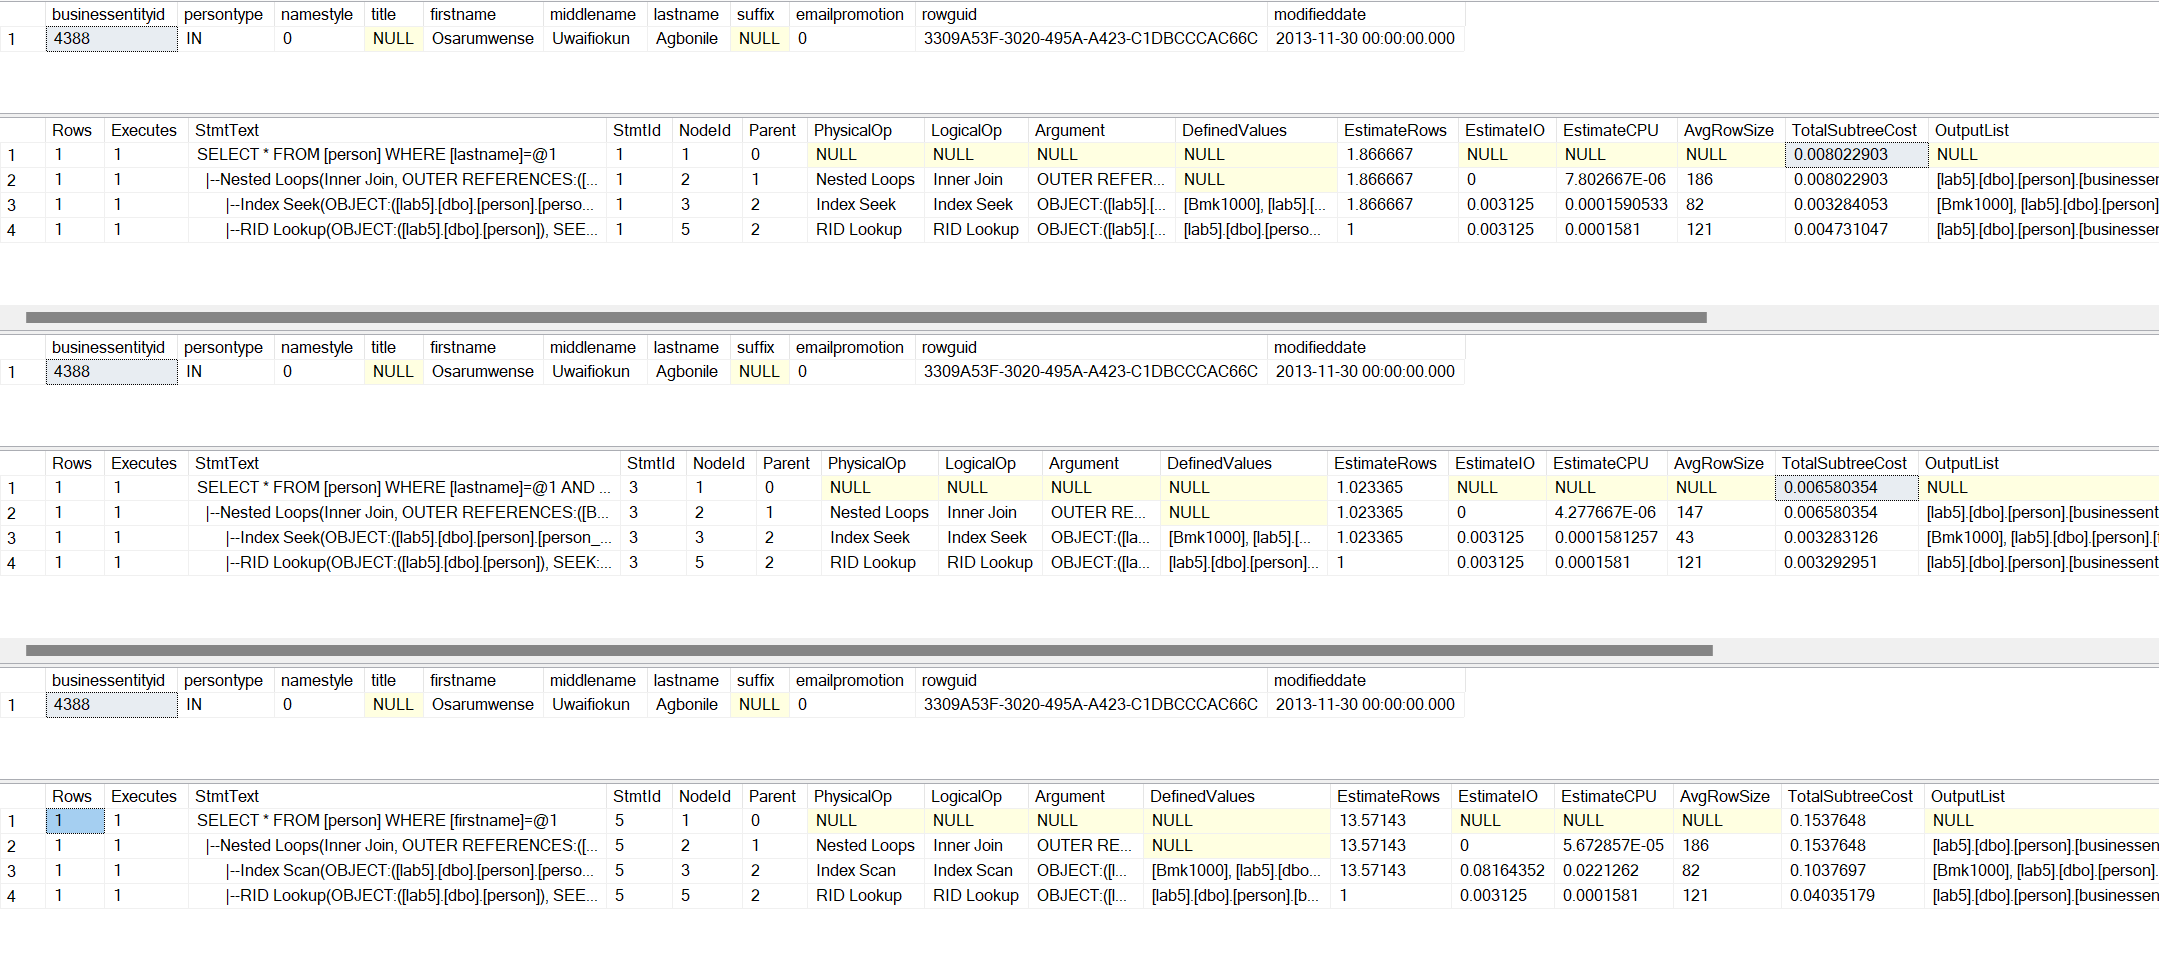 businessentityid persontype namestyle title firstname middlename lastname suffix emailpromotion rowguid modifieddate
1 4388 IN 0 NULL Osarumwense Uwaifiokun Agbonile NULL 0 3309A53F-3020-495A-A423-C1DBCCCAC66C 2013-11-30 00:00:00.000
Rows Executes StmtText StmtId NodeId Parent PhysicalOp LogicalOp Argument DefinedValues EstimateRows EstimateIO EstimateCPU AvgRowSize TotalSubtreeCost OutputList
1 1 1 SELECT * FROM [person] WHERE [lastname]=@1 1 1 0 NULL NULL NULL NULL 1.866667 NULL NULL NULL 0.008022903 NULL
2 1 1 |--Nested Loops(Inner Join, OUTER REFERENCES:([... 1 2 1 Nested Loops Inner Join OUTER REFER... NULL 1.866667 0 7.802667E-06 186 0.008022903 [lab5].[dbo].[person].[businessen
3 1 1 |--Index Seek(OBJECT:([lab5].[dbo].[person].[perso... 1 3 2 Index Seek Index Seek OBJECT:([lab5].[... [Bmk1000], [lab5].[... 1.866667 0.003125 0.0001590533 82 0.003284053 [Bmk1000], [lab5].[dbo].[person]
4 1 1 |--RID Lookup(OBJECT:([lab5].[dbo].[person]), SEE... 1 5 2 RID Lookup RID Lookup OBJECT:([lab5].[... [lab5].[dbo].[perso... 1 0.003125 0.0001581 121 0.004731047 [lab5].[dbo].[person].[businessen
businessentityid persontype namestyle title firstname middlename lastname suffix emailpromotion rowguid modifieddate
1 4388 IN 0 NULL Osarumwense Uwaifiokun Agbonile NULL 0 3309A53F-3020-495A-A423-C1DBCCCAC66C 2013-11-30 00:00:00.000
Rows Executes StmtText StmtId NodeId Parent PhysicalOp LogicalOp Argument DefinedValues EstimateRows EstimateIO EstimateCPU AvgRowSize TotalSubtreeCost OutputList
1 1 1 SELECT * FROM [person] WHERE [lastname]=@1 AND ... 3 1 0 NULL NULL NULL NULL 1.023365 NULL NULL NULL 0.006580354 NULL
2 1 1 |--Nested Loops(Inner Join, OUTER REFERENCES:([B... 3 2 1 Nested Loops Inner Join OUTER RE... NULL 1.023365 0 4.277667E-06 147 0.006580354 [lab5].[dbo].[person].[businessent
3 1 1 |--Index Seek(OBJECT:([lab5].[dbo].[person].[person_... 3 3 2 Index Seek Index Seek OBJECT:([la... [Bmk1000], [lab5].[... 1.023365 0.003125 0.0001581257 43 0.003283126 [Bmk1000], [lab5].[dbo].[person].[f
4 1 1 |--RID Lookup(OBJECT:([lab5].[dbo].[person]), SEEK:... 3 5 2 RID Lookup RID Lookup OBJECT:([la... [lab5].[dbo].[person]... 1 0.003125 0.0001581 121 0.003292951 [lab5].[dbo].[person].[businessent
businessentityid persontype namestyle title firstname middlename lastname suffix emailpromotion rowguid modifieddate
1 4388 IN 0 NULL Osarumwense Uwaifiokun Agbonile NULL 0 3309A53F-3020-495A-A423-C1DBCCCAC66C 2013-11-30 00:00:00.000
Rows Executes StmtText StmtId NodeId Parent PhysicalOp LogicalOp Argument DefinedValues EstimateRows EstimateIO EstimateCPU AvgRowSize TotalSubtreeCost OutputList
1 1 1 SELECT * FROM [person] WHERE [firstname]=@1 5 1 0 NULL NULL NULL NULL 13.57143 NULL NULL NULL 0.1537648 NULL
2 1 1 |--Nested Loops(Inner Join, OUTER REFERENCES:([... 5 2 1 Nested Loops Inner Join OUTER RE... NULL 13.57143 0 5.672857E-05 186 0.1537648 [lab5].[dbo].[person].[businessen
3 1 1 |--Index Scan(OBJECT:([lab5].[dbo].[person].[perso... 5 3 2 Index Scan Index Scan OBJECT:([l... [Bmk1000], [lab5].[dbo... 13.57143 0.08164352 0.0221262 82 0.1037697 [Bmk1000], [lab5].[dbo].[person].
4 1 1 |--RID Lookup(OBJECT:([lab5].[dbo].[person]), SEE... 5 5 2 RID Lookup RID Lookup OBJECT:([l... [lab5].[dbo].[person].[b... 1 0.003125 0.0001581 121 0.04035179 [lab5].[dbo].[person].[businessen